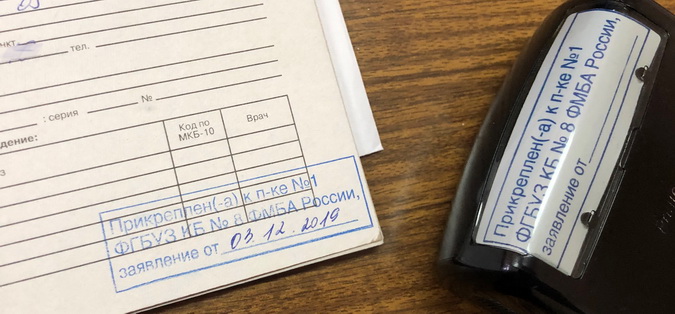 тел.
: серия № 
дение:
Код по
МКБ-10
Врач
Прикреплен(-а) к п-ке №1
ФГБУЗ КБ № 8 ФМБА России,
заявление от 03.12.2019
Прикреплен(-а) к п-ке №1
ФГБУЗ КБ № 8 ФМБА России,
заявление от